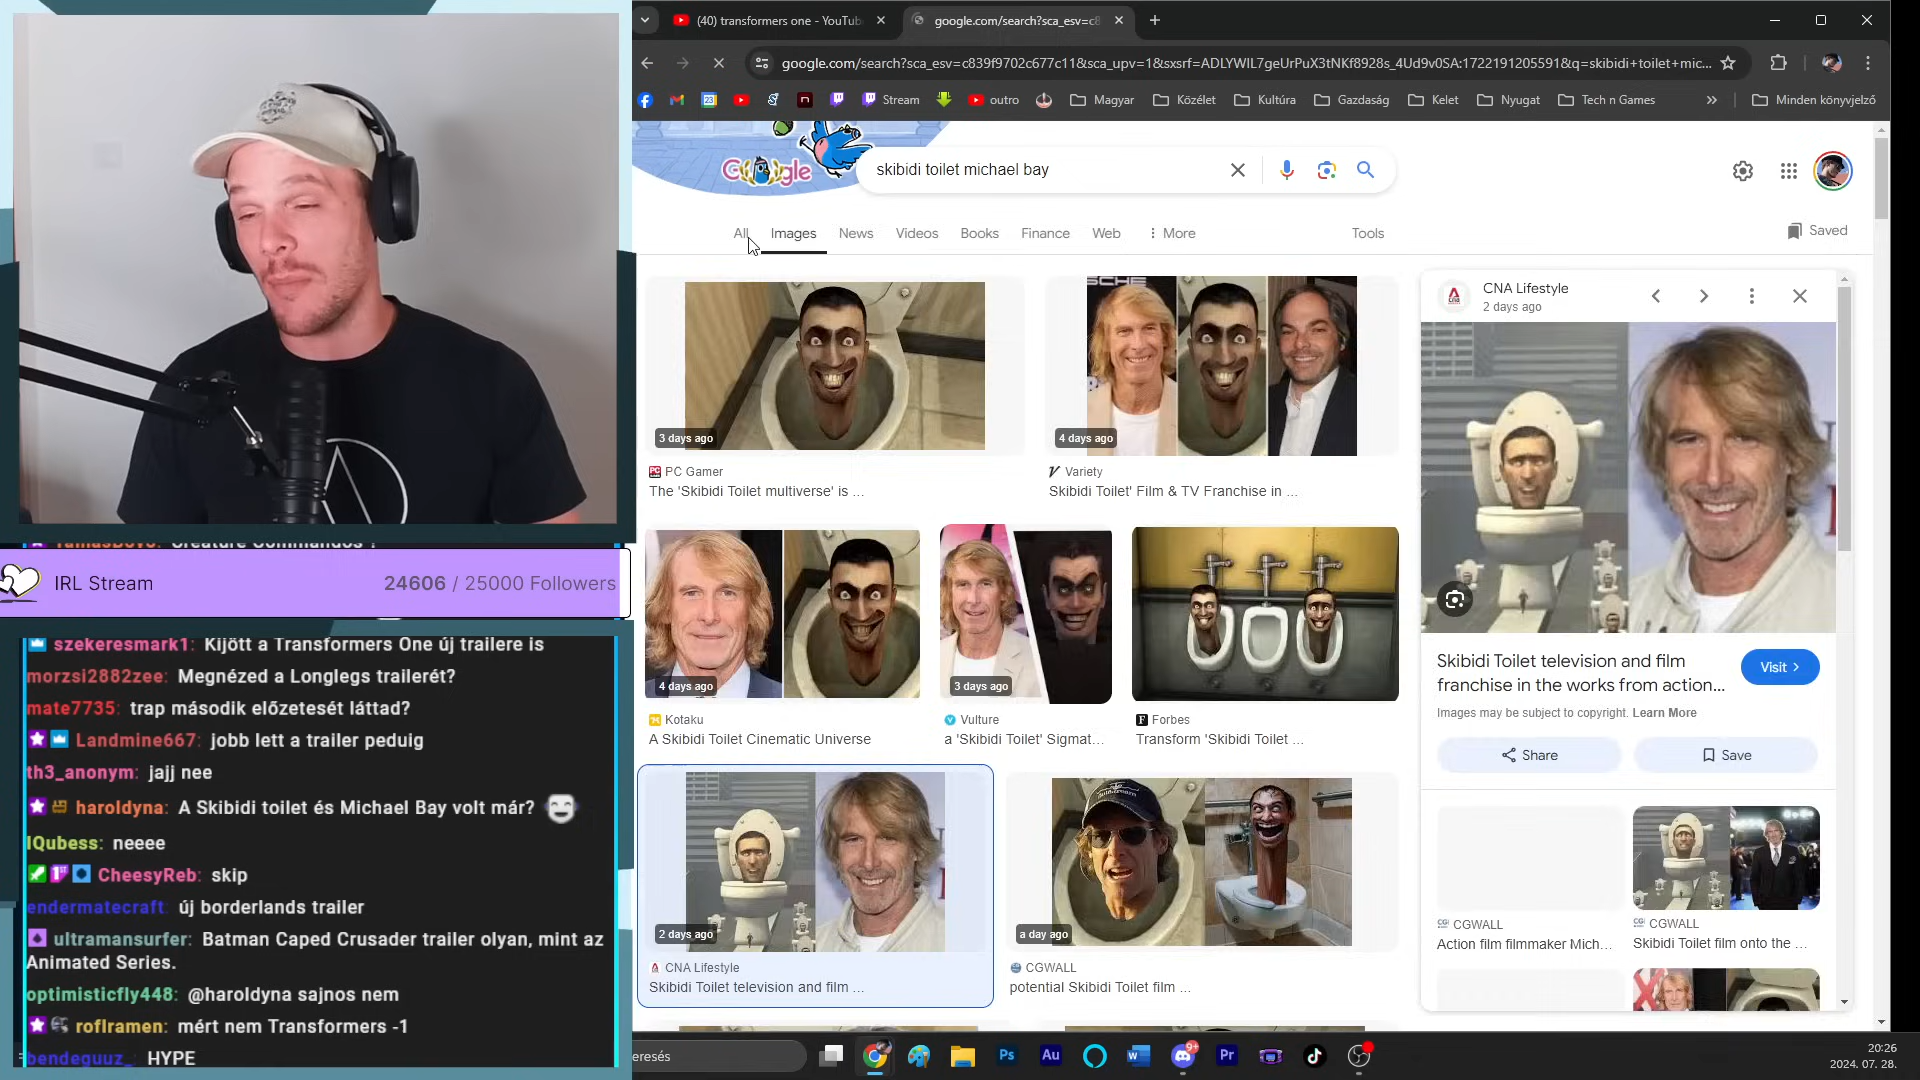 (40) transformers one - YouTub
google.com/search?sca_esv=c8
google.com/search?sca_esv=c839f9702c677c11&sca_upv=1&sxsrf=ADLYWIL7geUrPuX3tNKf8928s_4Ud9v0SA:1722191205591&q=skibidi+toilet+mic...
Stream
outro
Magyar
Közélet
Kultúra
Gazdaság
Kelet
Nyugat
Tech n Games
»
Minden könyvjelző
Google
skibidi toilet michael bay
All
Images
News
Videos
Books
Finance
Web
More
Tools
Saved
3 days ago
PC Gamer
The 'Skibidi Toilet multiverse' is ...
SCHE
4 days ago
Variety
Skibidi Toilet' Film & TV Franchise in ...
4 days ago
Kotaku
A Skibidi Toilet Cinematic Universe
3 days ago
Vulture
a 'Skibidi Toilet' Sigmat...
Forbes
Transform 'Skibidi Toilet ...
2 days ago
CNA Lifestyle
Skibidi Toilet television and film ...
a day ago
CGWALL
potential Skibidi Toilet film ...
CNA Lifestyle
2 days ago
Skibidi Toilet television and film
franchise in the works from action...
Visit
Images may be subject to copyright. Learn More
Share
Save
CGWALL
Action film filmmaker Mich...
CGWALL
Skibidi Toilet film onto the ...
IRL Stream
24606 / 25000 Followers
szekeresmark1: Kijött a Transformers One új trailere is
morzsi2882zee: Megnézed a Longlegs trailerét?
mate7735: trap második előzetesét láttad?
Landmine667: jobb lett a trailer peduig
th3_anonym: jajj nee
haroldyna: A Skibidi toilet és Michael Bay volt már?
IQubess: neeee
CheesyReb: skip
endermatecraft: új borderlands trailer
ultramansurfer: Batman Caped Crusader trailer olyan, mint az
Animated Series.
optimisticfly448: @haroldyna sajnos nem
roflramen: mért nem Transformers -1
bendeguuz_: HYPE
eresés
Ps
Au
Pr
9+
20:26
2024. 07. 28.